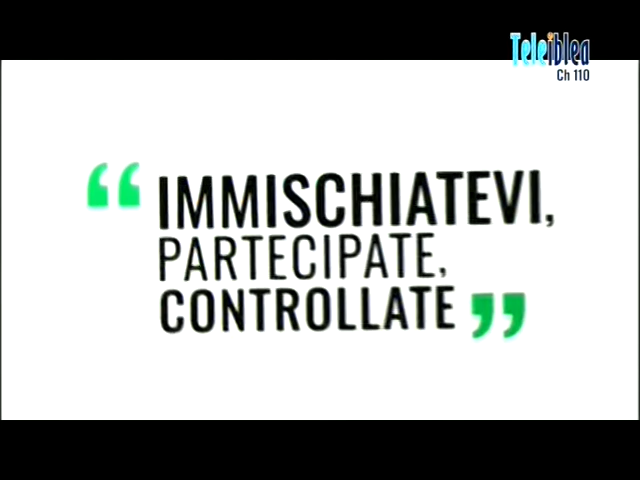 Teleiblea
Ch 110
“ IMMISCHIATEVI,
PARTECIPATE,
CONTROLLATE ”